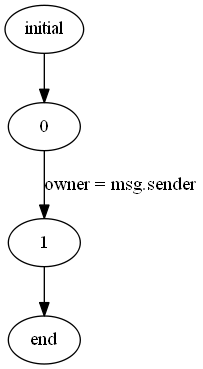 initial
0
owner = msg.sender
1
end